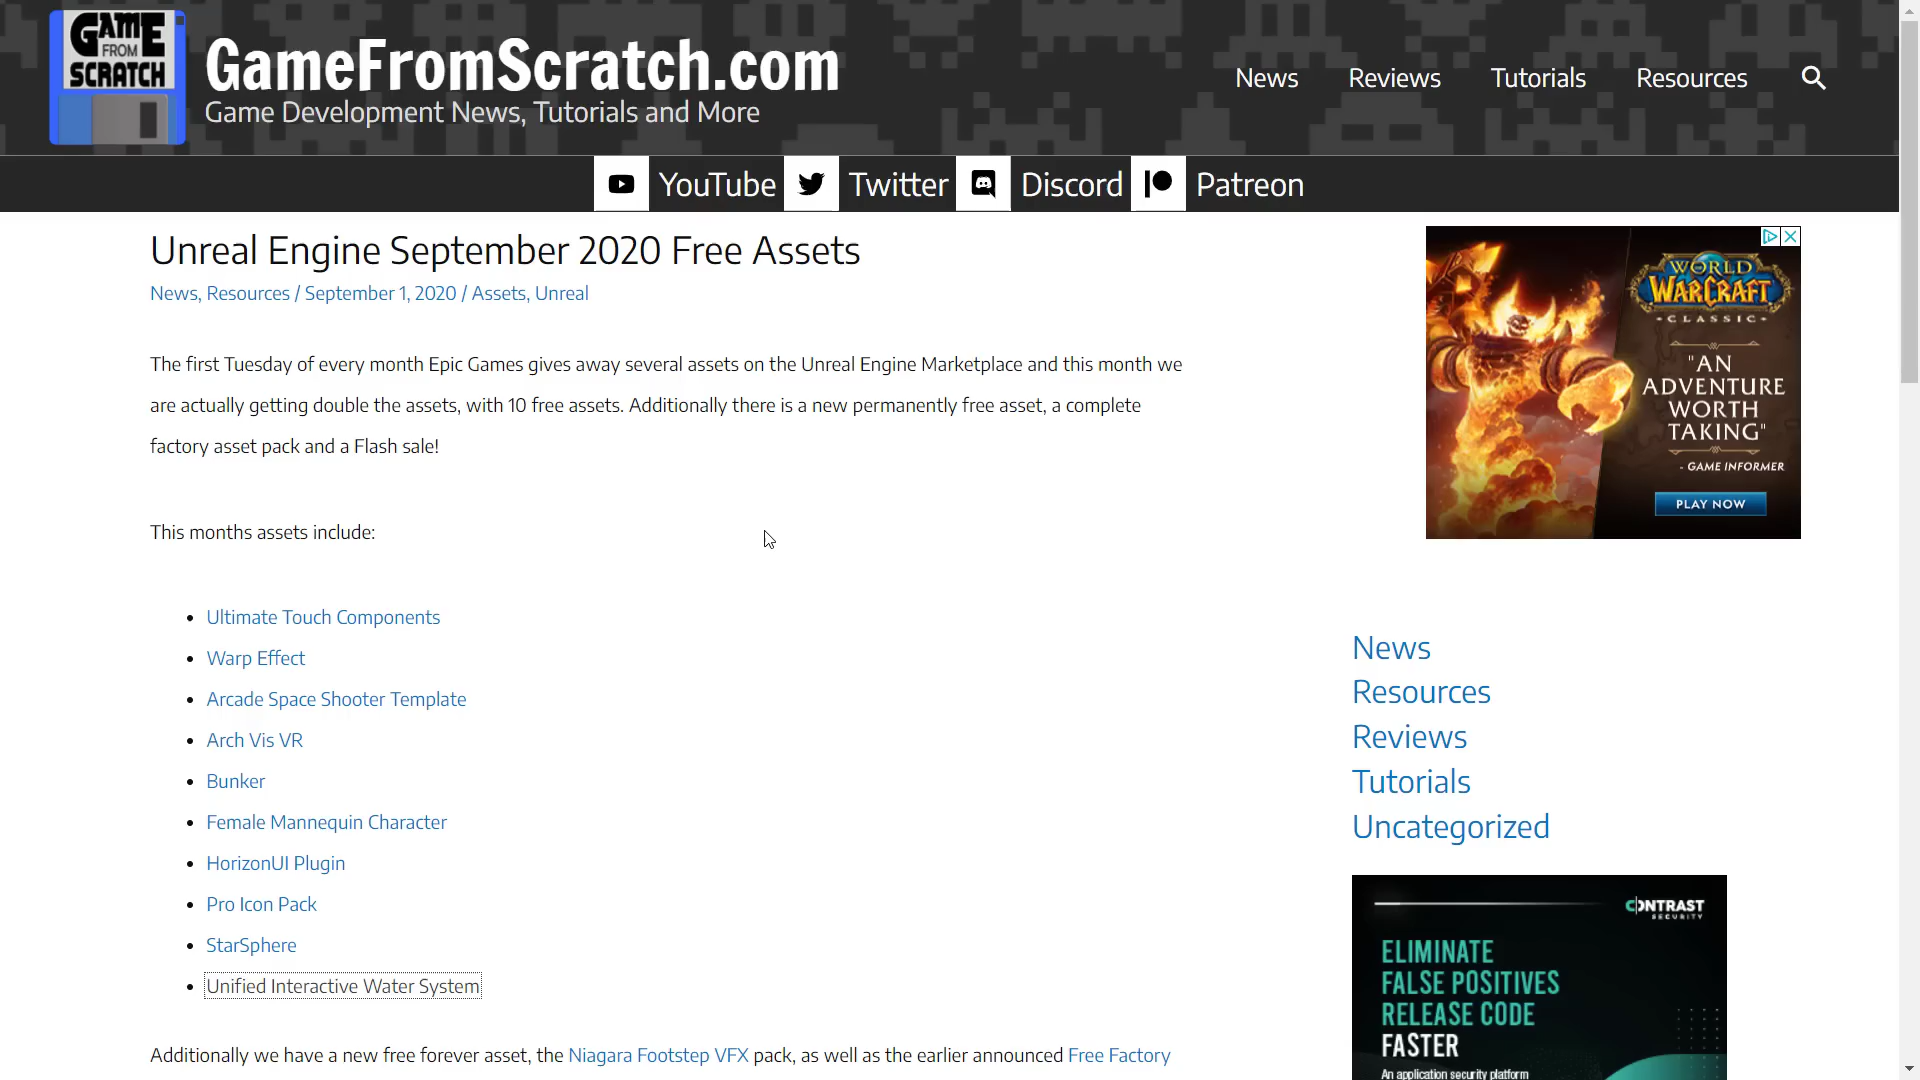 GAME
FROM
SCRATCH
GameFromScratch.com
Game Development News, Tutorials and More
News
Reviews
Tutorials
Resources
YouTube
Twitter
Discord
Patreon
Unreal Engine September 2020 Free Assets
News, Resources / September 1, 2020 / Assets, Unreal
The first Tuesday of every month Epic Games gives away several assets on the Unreal Engine Marketplace and this month we
are actually getting double the assets, with 10 free assets. Additionally there is a new permanently free asset, a complete
factory asset pack and a Flash sale!
This months assets include:
Ultimate Touch Components
Warp Effect
Arcade Space Shooter Template
Arch Vis VR
Bunker
Female Mannequin Character
HorizonUI Plugin
Pro Icon Pack
StarSphere
Unified Interactive Water System
Additionally we have a new free forever asset, the Niagara Footstep VFX pack, as well as the earlier announced Free Factory
WORLD
WARCRAFT
CLASSIC
"AN
ADVENTURE
WORTH
TAKING"
- GAME INFORMER
PLAY NOW
News
Resources
Reviews
Tutorials
Uncategorized
CONTRAST
SECURITY
ELIMINATE
FALSE POSITIVES
RELEASE CODE
FASTER
An application security platform